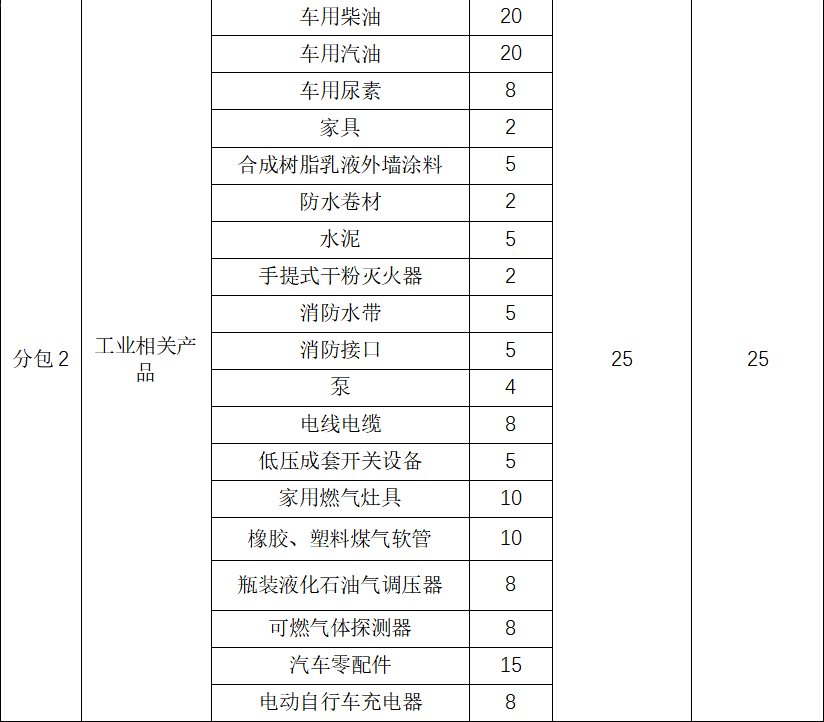 车用柴油 20
车用汽油 20
车用尿素 8
家具 2
合成树脂乳液外墙涂料 5
防水卷材 2
水泥 5
手提式干粉灭火器 2
消防水带 5
分包 2 工业相关产
品 消防接口 5 25 25
泵 4
电线电缆 8
低压成套开关设备 5
家用燃气灶具 10
橡胶、塑料煤气软管 10
瓶装液化石油气调压器 8
可燃气体探测器 8
汽车零配件 15
电动自行车充电器 8